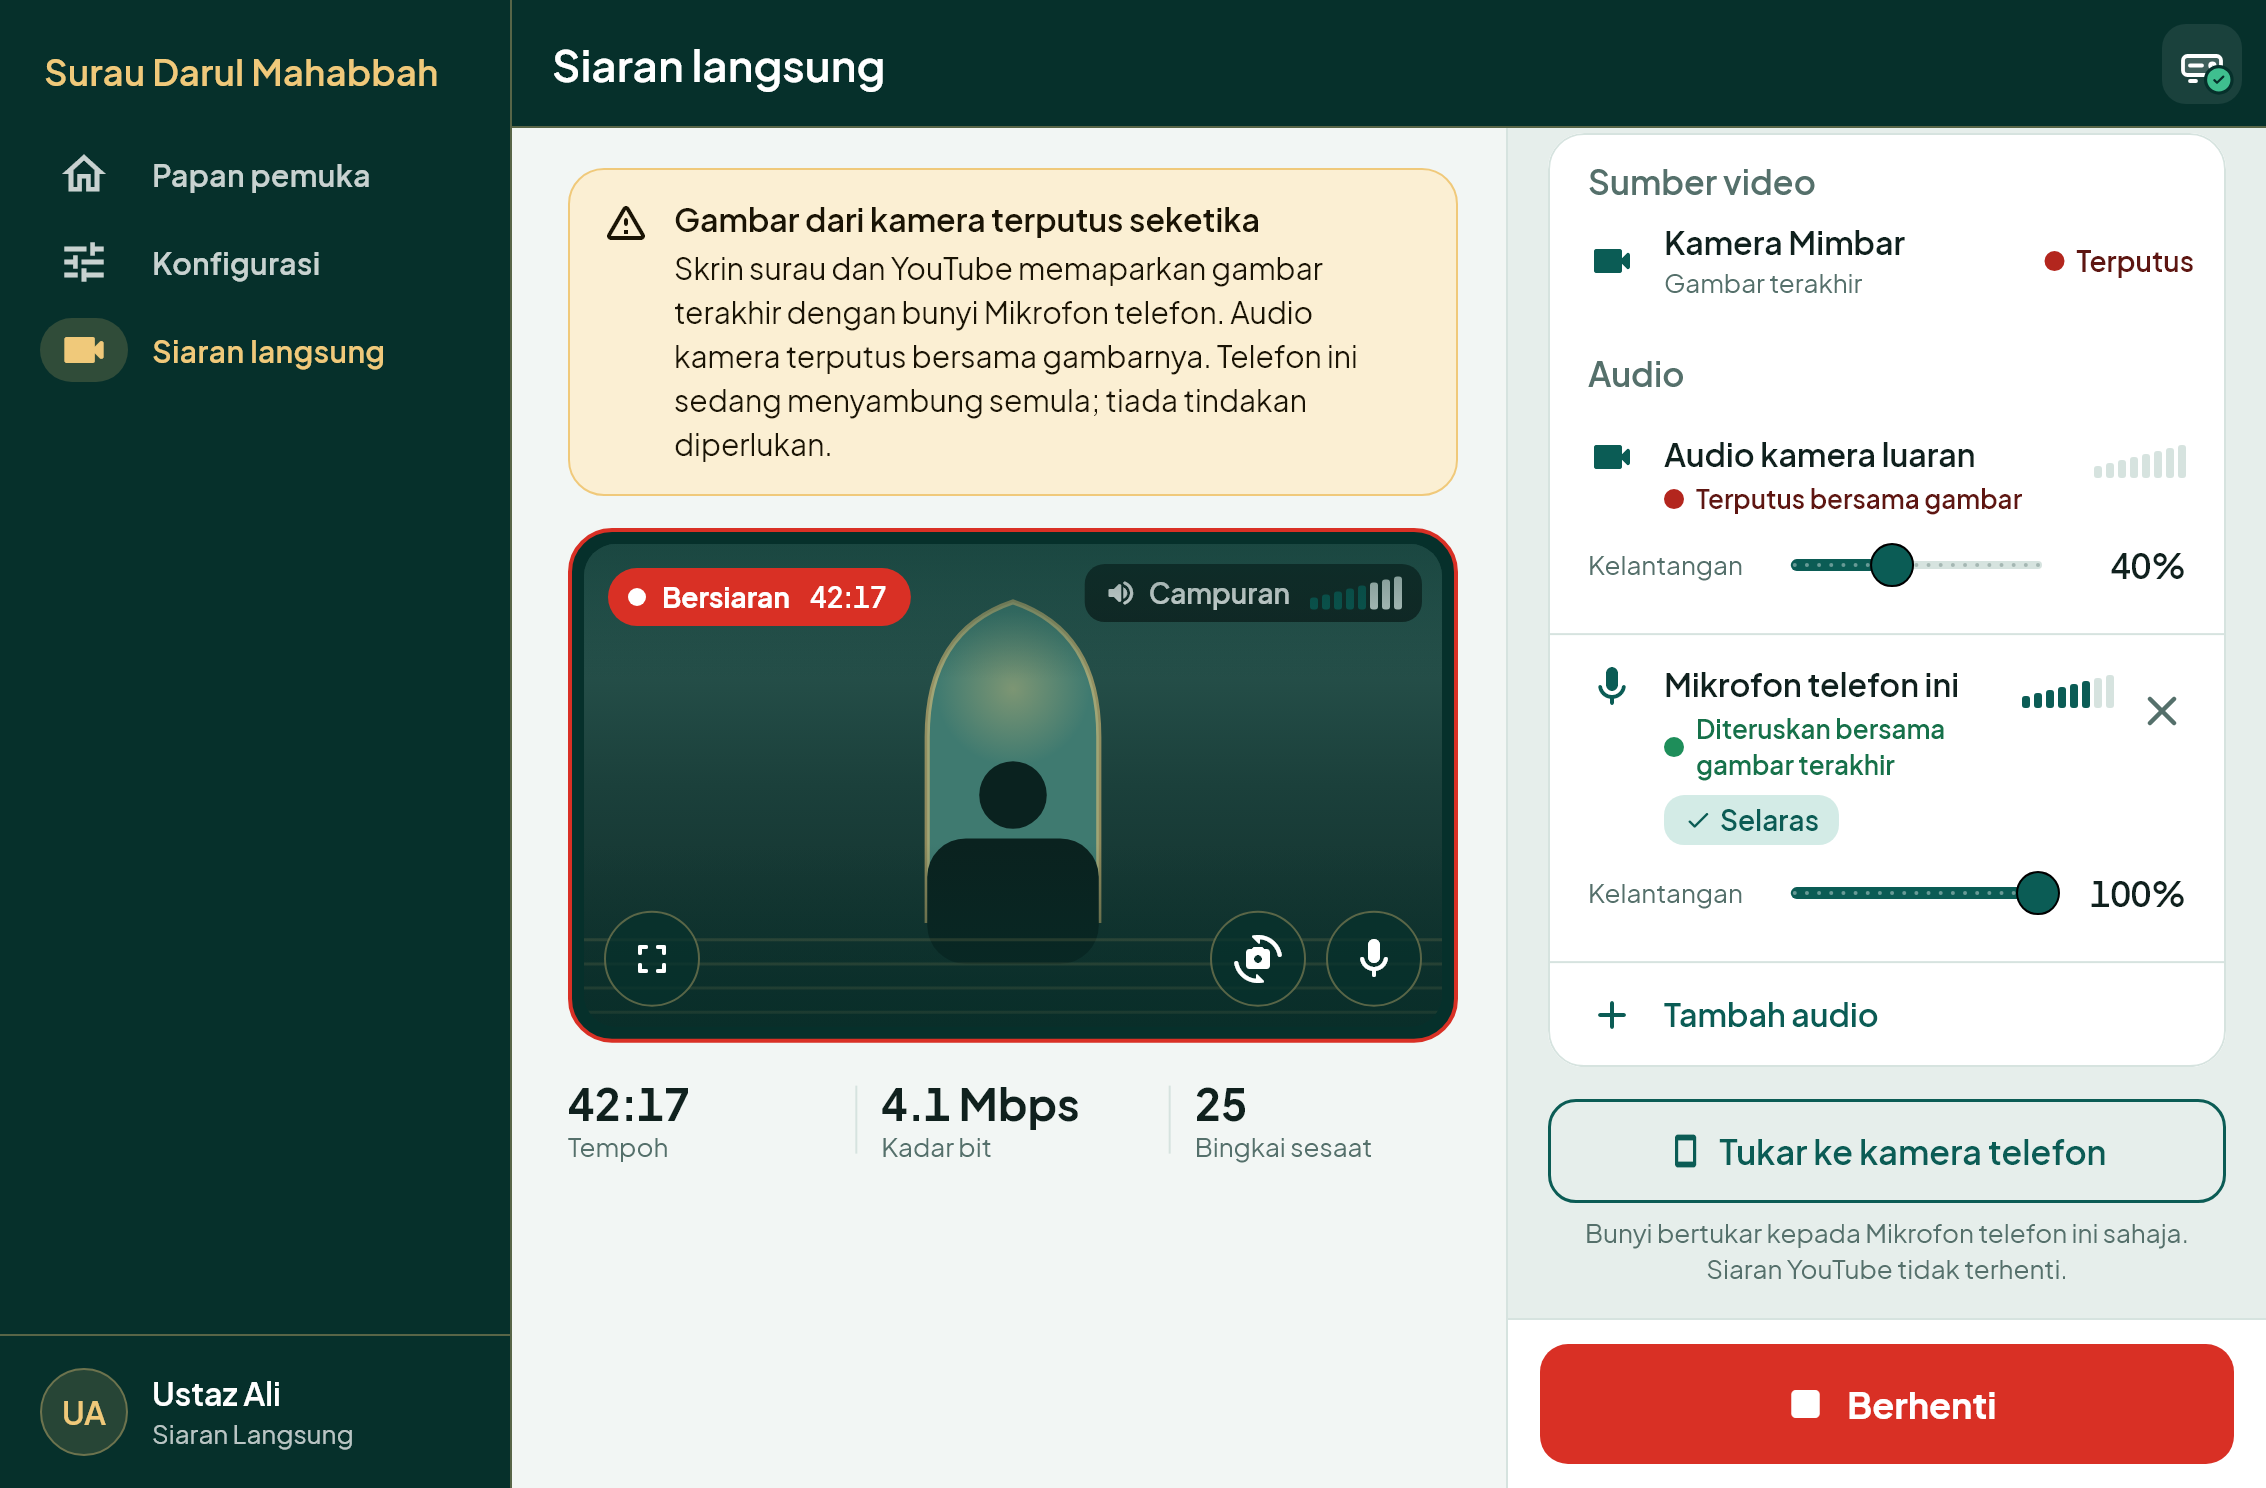 Surau Darul Mahabbah
Papan pemuka
Konfigurasi
Siaran langsung
UA
Ustaz Ali
Siaran Langsung
Siaran langsung
Gambar dari kamera terputus seketika
Skrin surau dan YouTube memaparkan gambar
terakhir dengan bunyi Mikrofon telefon. Audio
kamera terputus bersama gambarnya. Telefon ini
sedang menyambung semula; tiada tindakan
diperlukan.
Bersiaran 42:17
Campuran
42:17
Tempoh
4.1 Mbps
Kadar bit
25
Bingkai sesaat
Sumber video
Kamera Mimbar
Gambar terakhir
Terputus
Audio
Audio kamera luaran
Terputus bersama gambar
Kelantangan
40%
Mikrofon telefon ini
Diteruskan bersama
gambar terakhir
Selaras
Kelantangan
100%
Tambah audio
Tukar ke kamera telefon
Bunyi bertukar kepada Mikrofon telefon ini sahaja.
Siaran YouTube tidak terhenti.
Berhenti